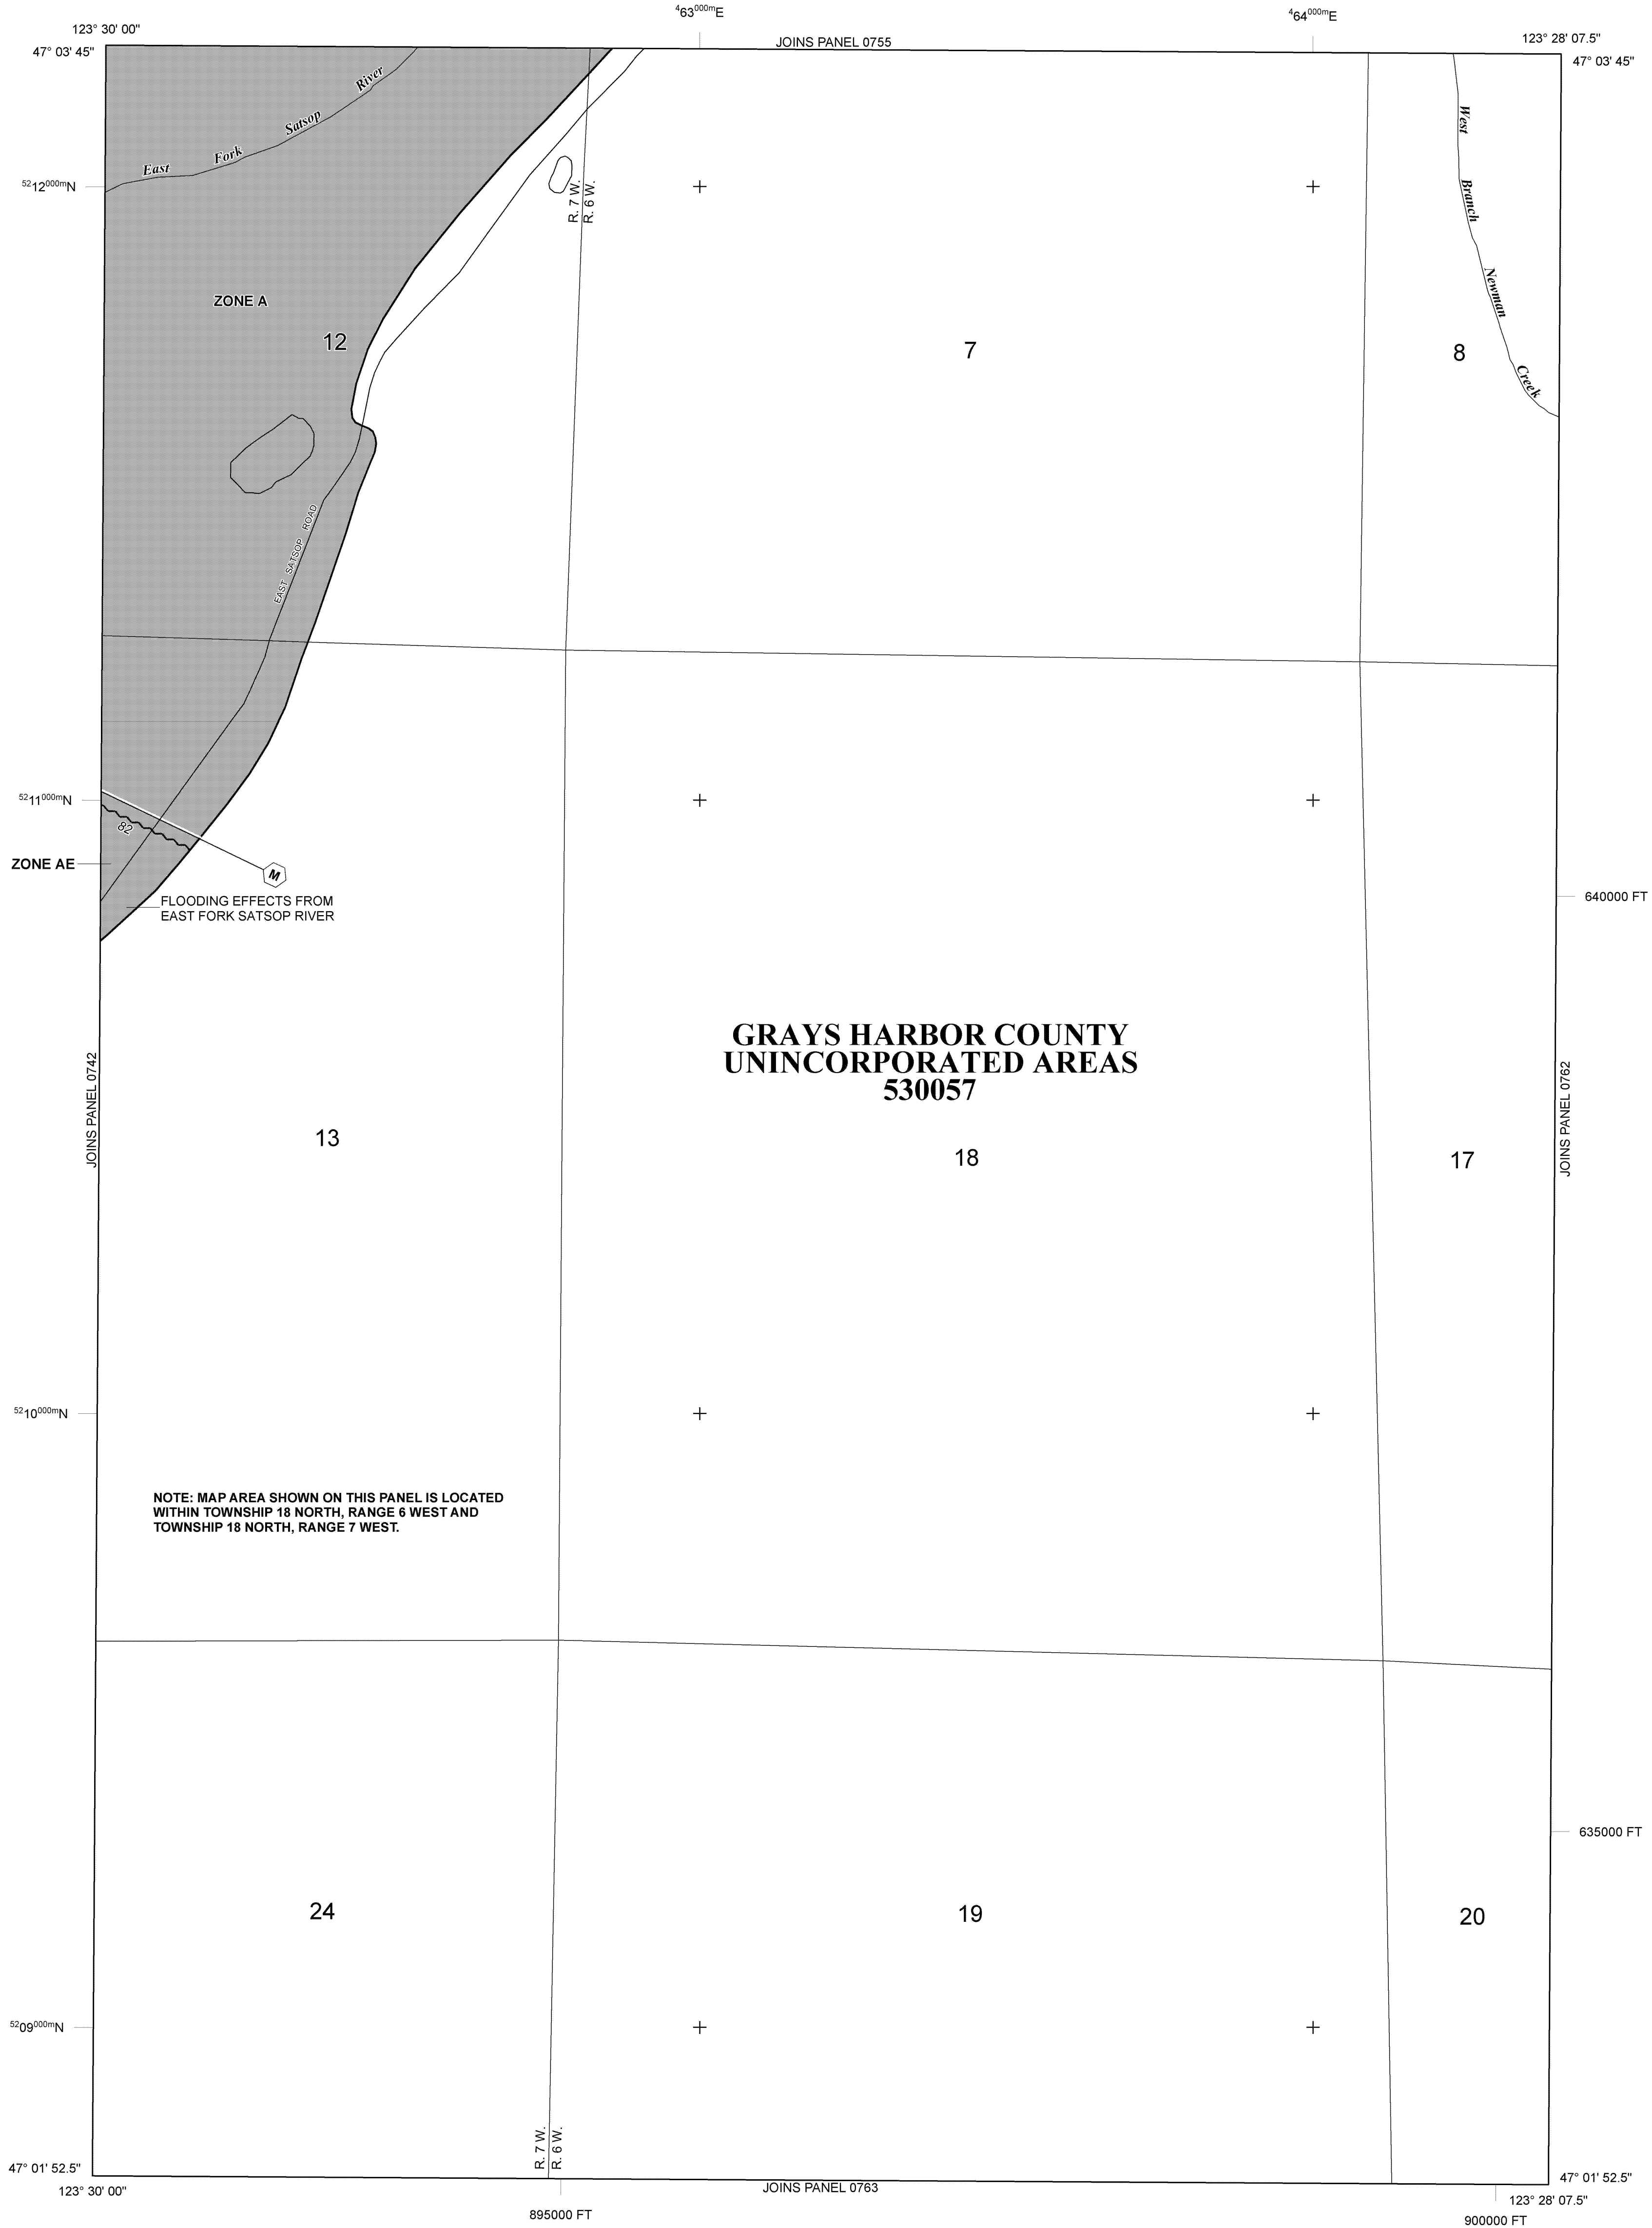 ⁴63⁰⁰⁰ᵐE
⁴64⁰⁰⁰ᵐE
123° 30' 00"
JOINS PANEL 0755
123° 28' 07.5"
47° 03' 45"
47° 03' 45"
East Fork Satsop River
West Branch Newman Creek
⁵²12⁰⁰⁰ᵐN
R. 7 W.
R. 6 W.
ZONE A
12
7
8
EAST SATSOP ROAD
⁵²11⁰⁰⁰ᵐN
82
ZONE AE
M
FLOODING EFFECTS FROM
EAST FORK SATSOP RIVER
640000 FT
GRAYS HARBOR COUNTY
UNINCORPORATED AREAS
530057
JOINS PANEL 0742
JOINS PANEL 0762
13
18
17
⁵²10⁰⁰⁰ᵐN
NOTE: MAP AREA SHOWN ON THIS PANEL IS LOCATED
WITHIN TOWNSHIP 18 NORTH, RANGE 6 WEST AND
TOWNSHIP 18 NORTH, RANGE 7 WEST.
635000 FT
24
19
20
⁵²09⁰⁰⁰ᵐN
R. 7 W.
R. 6 W.
47° 01' 52.5"
47° 01' 52.5"
123° 30' 00"
JOINS PANEL 0763
123° 28' 07.5"
895000 FT
900000 FT